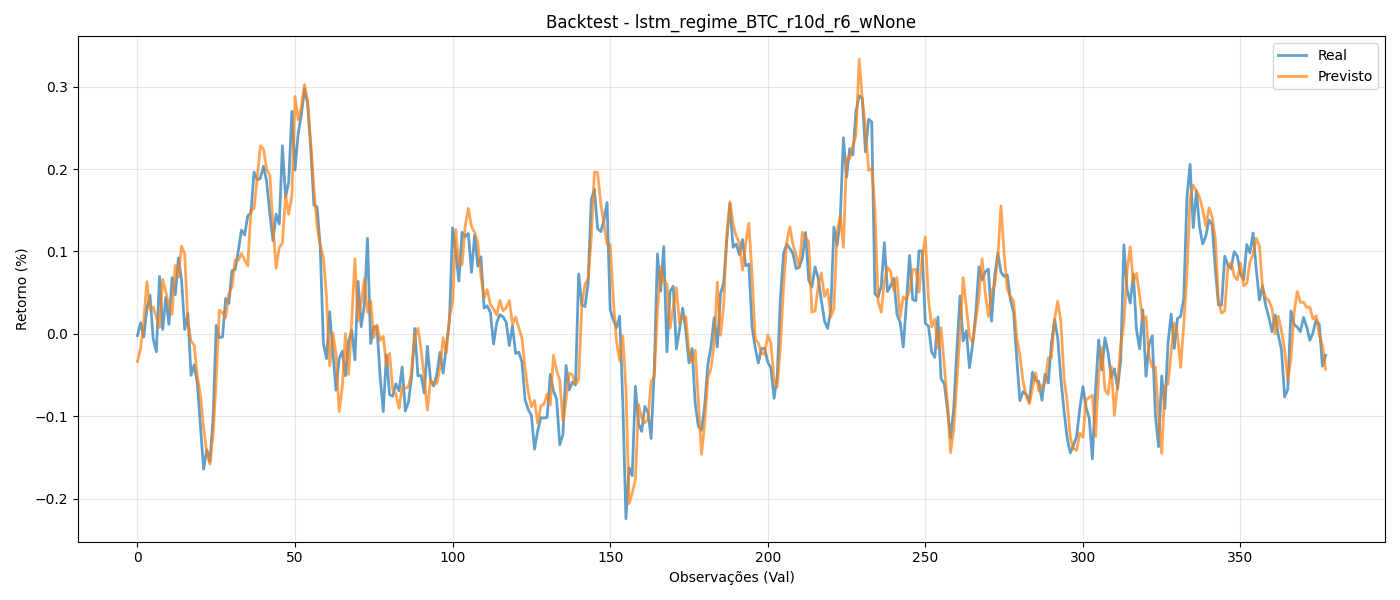 Backtest - lstm_regime_BTC_r10d_r6_wNone
Real
Previsto
Retorno (%)
0.3
0.2
0.1
0.0
−0.1
−0.2
0 50 100 150 200 250 300 350
Observações (Val)